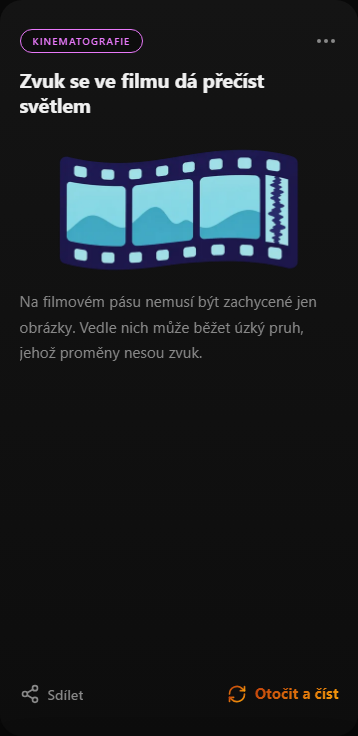 KINEMATOGRAFIE
Zvuk se ve filmu dá přečíst
světlem
Na filmovém pásu nemusí být zachycené jen
obrázky. Vedle nich může běžet úzký pruh,
jehož proměny nesou zvuk.
Sdílet
Otočit a číst